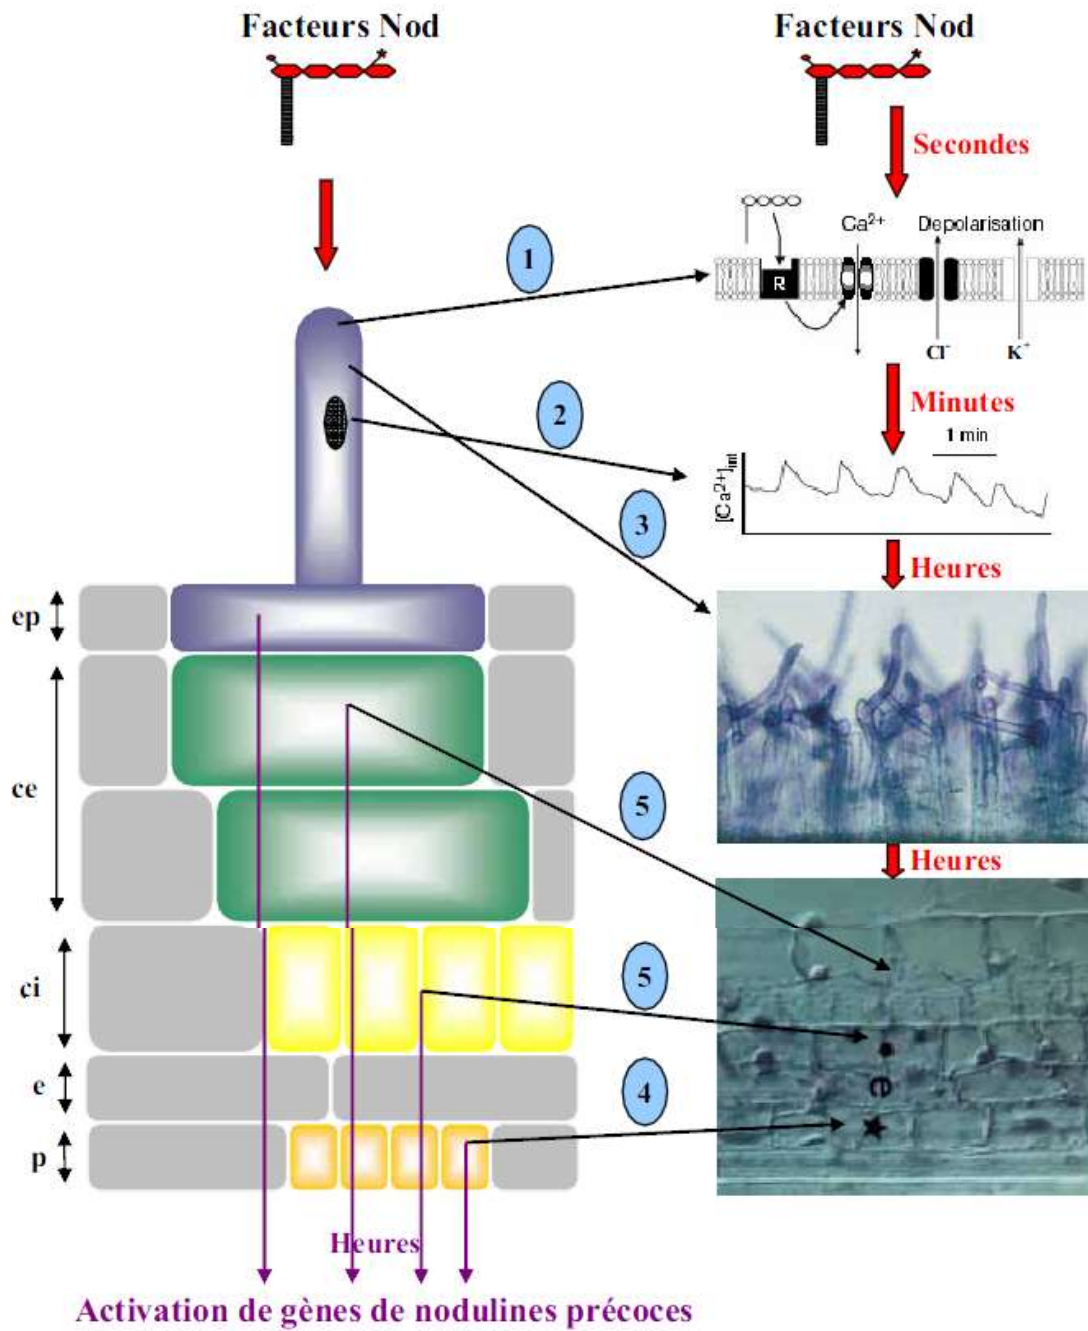 Facteurs Nod
Facteurs Nod
Secondes
Ca²⁺
Depolarisation
1
R
Cl⁻
K⁺
Minutes
2
1 min
[Ca²⁺]int
3
Heures
ep
ce
5
Heures
ci
5
e
e
4
p
Heures
Activation de gènes de nodulines précoces